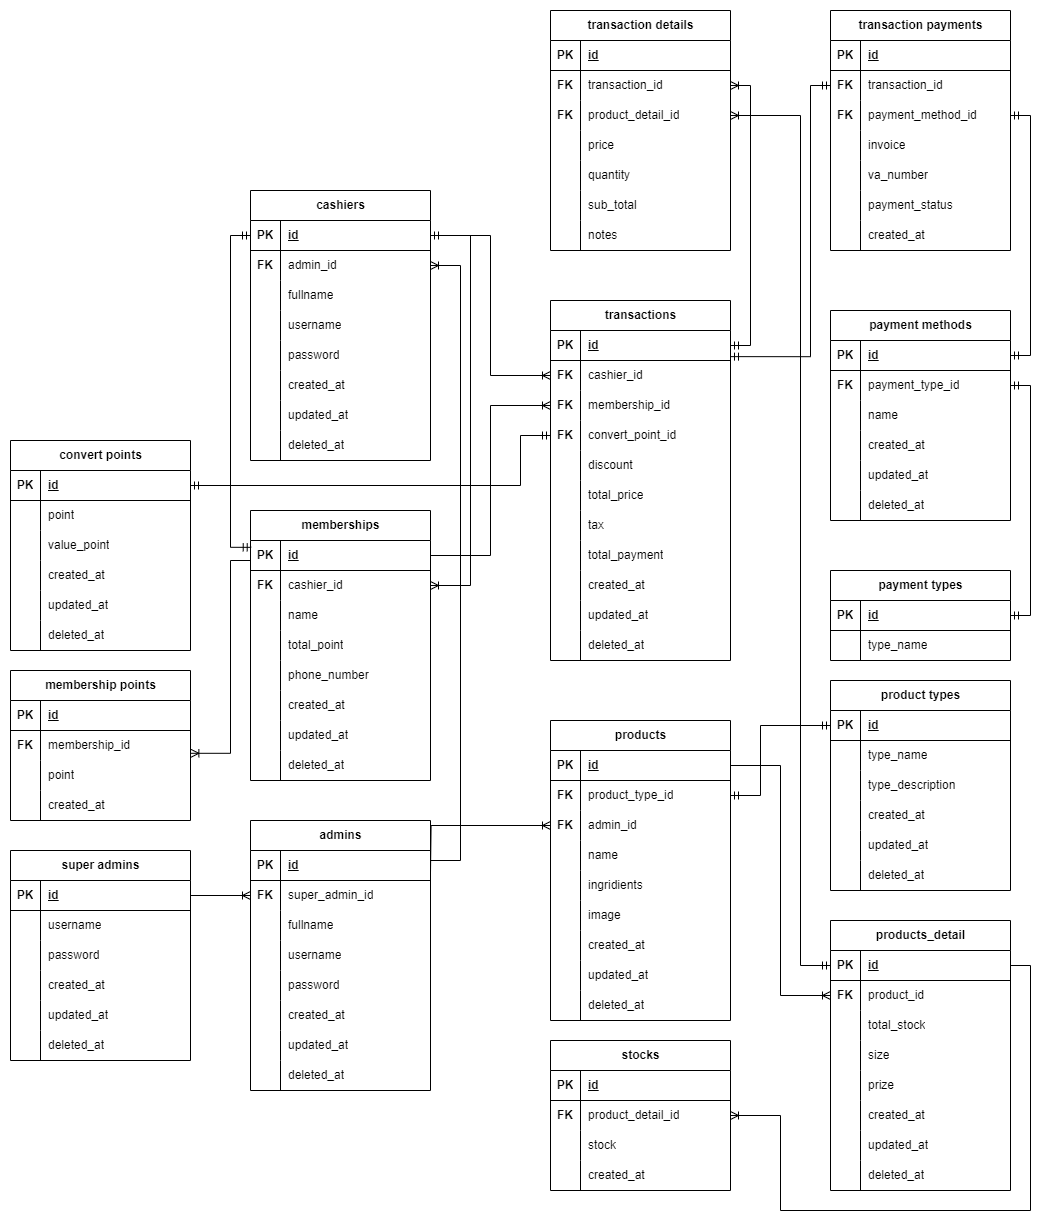 transaction details
PK id
FK transaction_id
FK product_detail_id
price
quantity
sub_total
notes
transaction payments
PK id
FK transaction_id
FK payment_method_id
invoice
va_number
payment_status
created_at
cashiers
PK id
FK admin_id
fullname
username
password
created_at
updated_at
deleted_at
transactions
PK id
FK cashier_id
FK membership_id
FK convert_point_id
discount
total_price
tax
total_payment
created_at
updated_at
deleted_at
payment methods
PK id
FK payment_type_id
name
created_at
updated_at
deleted_at
convert points
PK id
point
value_point
created_at
updated_at
deleted_at
memberships
PK id
FK cashier_id
name
total_point
phone_number
created_at
updated_at
deleted_at
payment types
PK id
type_name
membership points
PK id
FK membership_id
point
created_at
product types
PK id
type_name
type_description
created_at
updated_at
deleted_at
products
PK id
FK product_type_id
FK admin_id
name
ingridients
image
created_at
updated_at
deleted_at
super admins
PK id
username
password
created_at
updated_at
deleted_at
admins
PK id
FK super_admin_id
fullname
username
password
created_at
updated_at
deleted_at
products_detail
PK id
FK product_id
total_stock
size
prize
created_at
updated_at
deleted_at
stocks
PK id
FK product_detail_id
stock
created_at